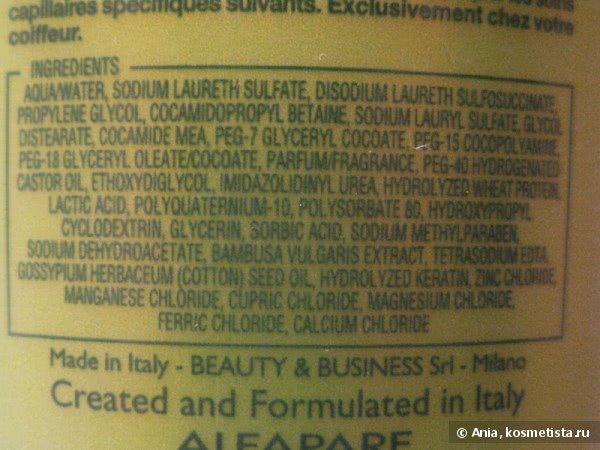 capillaires spécifiques suivants. Exclusivement chez votre
coiffeur.
INGREDIENTS
AQUA/WATER, SODIUM LAURETH SULFATE, DISODIUM LAURETH SULFOSUCCINATE,
PROPYLENE GLYCOL, COCAMIDOPROPYL BETAINE, SODIUM LAURYL SULFATE, GLYCOL
DISTEARATE, COCAMIDE MEA, PEG-7 GLYCERYL COCOATE, PEG-15 COCOPOLYAMINE,
PEG-18 GLYCERYL OLEATE/COCOATE, PARFUM/FRAGRANCE, PEG-40 HYDROGENATED
CASTOR OIL, ETHOXYDIGLYCOL, IMIDAZOLIDINYL UREA, HYDROLYZED WHEAT PROTEIN,
LACTIC ACID, POLYQUATERNIUM-10, POLYSORBATE 80, HYDROXYPROPYL
CYCLODEXTRIN, GLYCERIN, SORBIC ACID, SODIUM METHYLPARABEN,
SODIUM DEHYDROACETATE, BAMBUSA VULGARIS EXTRACT, TETRASODIUM EDTA,
GOSSYPIUM HERBACEUM (COTTON) SEED OIL, HYDROLYZED KERATIN, ZINC CHLORIDE,
MANGANESE CHLORIDE, CUPRIC CHLORIDE, MAGNESIUM CHLORIDE,
FERRIC CHLORIDE, CALCIUM CHLORIDE
Made in Italy - BEAUTY & BUSINESS Srl - Milano
Created and Formulated in Italy
ALFAPARF
© Ania, kosmetista.ru